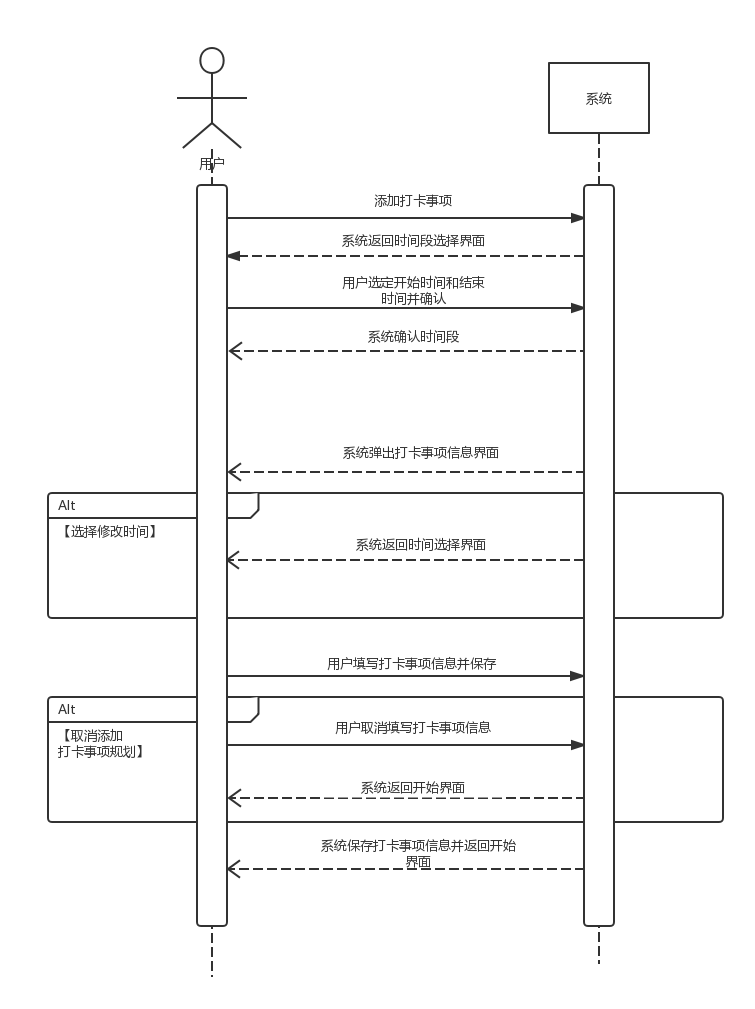 用户
系统
添加打卡事项
系统返回时间段选择界面
用户选定开始时间和结束
时间并确认
系统确认时间段
系统弹出打卡事项信息界面
Alt
【选择修改时间】
系统返回时间选择界面
用户填写打卡事项信息并保存
Alt
【取消添加
打卡事项规划】
用户取消填写打卡事项信息
系统返回开始界面
系统保存打卡事项信息并返回开始
界面